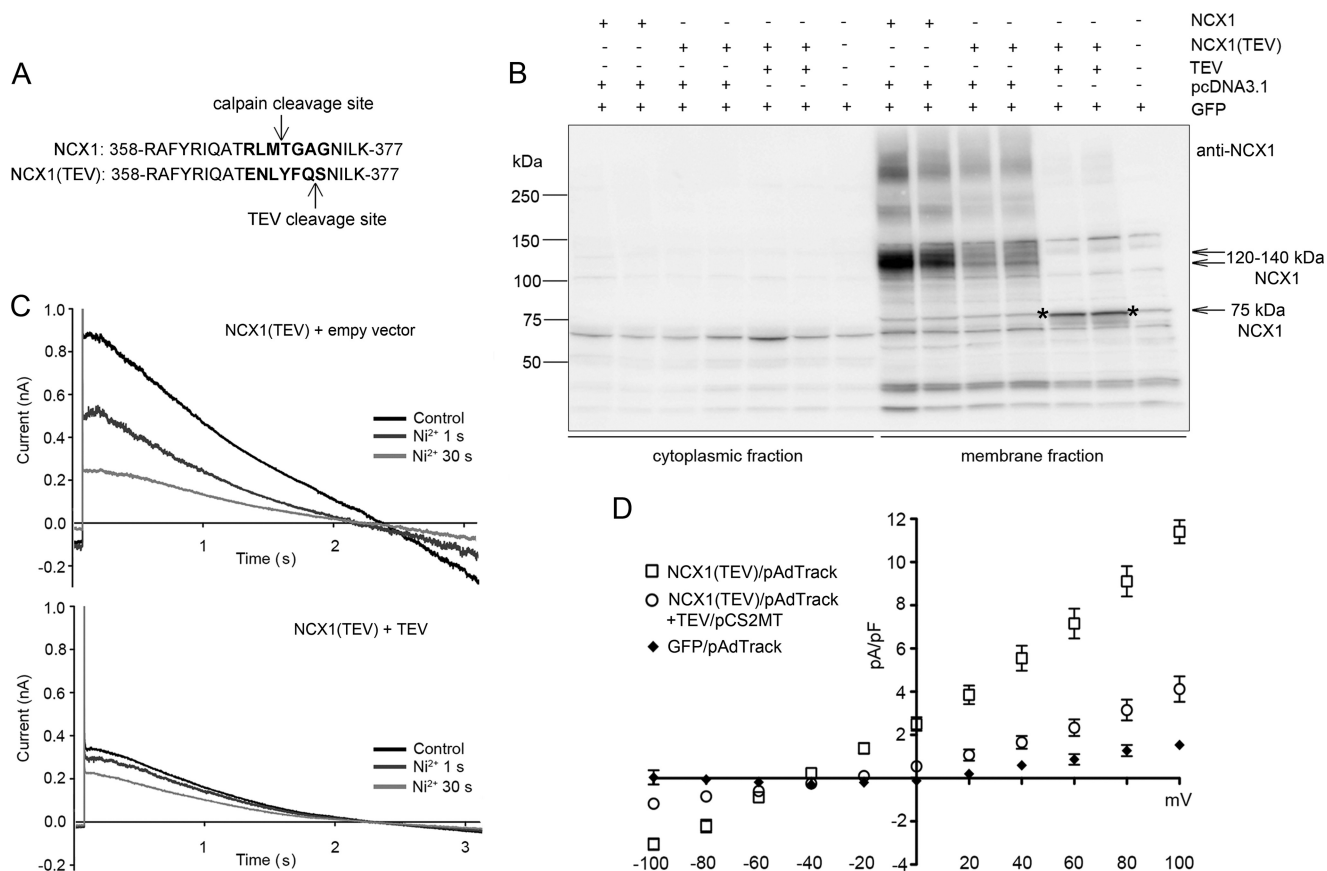 A
calpain cleavage site
NCX1: 358-RAFYRIQATRLMTGAGNILK-377
NCX1(TEV): 358-RAFYRIQATENLYFQSNILK-377
TEV cleavage site
B
+ + - - - - - + + - - - - - NCX1
- - + + + + - - - + + + + - NCX1(TEV)
- - - - + + - - - - - + + - TEV
+ + + + - - - + + + + - - - pcDNA3.1
+ + + + + + + + + + + + + + GFP
kDa
250
150
100
75
50
anti-NCX1
120-140 kDa
NCX1
* * 75 kDa
NCX1
cytoplasmic fraction membrane fraction
C
NCX1(TEV) + empy vector
Current (nA)
1.0
0.8
0.6
0.4
0.2
0.0
-0.2
Control
Ni²⁺ 1 s
Ni²⁺ 30 s
1 2 3
Time (s)
NCX1(TEV) + TEV
Current (nA)
1.0
0.8
0.6
0.4
0.2
0.0
-0.2
Control
Ni²⁺ 1 s
Ni²⁺ 30 s
1 2 3
Time (s)
D
NCX1(TEV)/pAdTrack
NCX1(TEV)/pAdTrack
+TEV/pCS2MT
GFP/pAdTrack
pA/pF
12
10
8
6
4
2
-2
-4
mV
-100 -80 -60 -40 -20 20 40 60 80 100